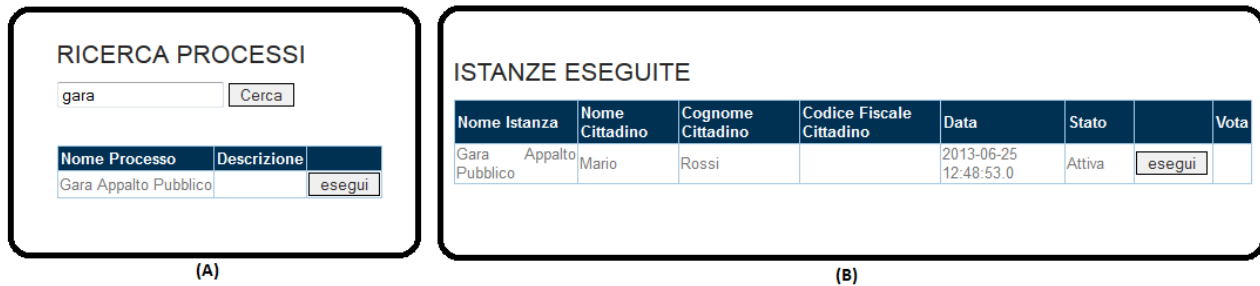 RICERCA PROCESSI
gara Cerca
Nome Processo Descrizione
Gara Appalto Pubblico esegui
(A)
ISTANZE ESEGUITE
Nome Istanza Nome Cittadino Cognome Cittadino Codice Fiscale Cittadino Data Stato Vota
Gara Appalto Pubblico Mario Rossi 2013-06-25 12:48:53.0 Attiva esegui
(B)